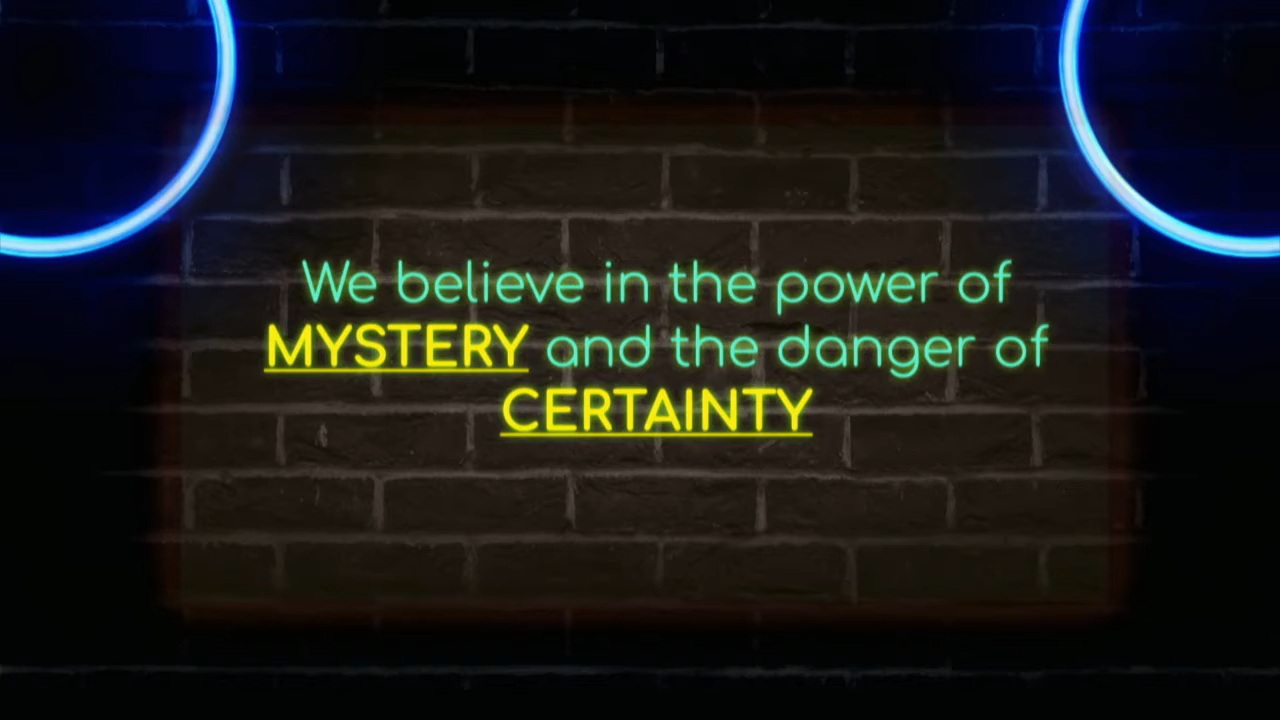 We believe in the power of
MYSTERY and the danger of
CERTAINTY